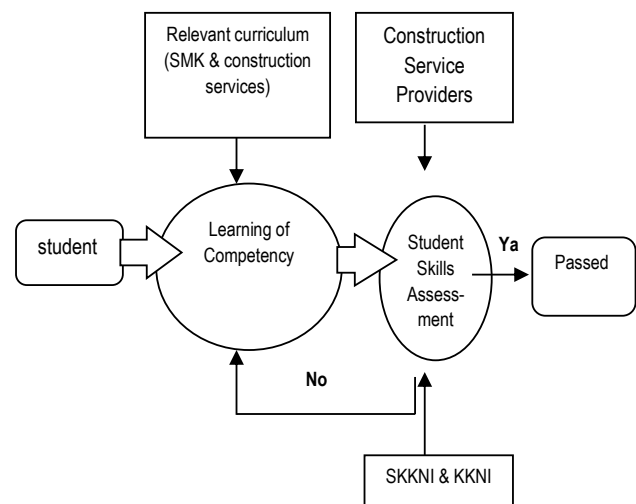 Relevant curriculum
(SMK & construction
services)
Construction
Service
Providers
student
Learning of
Competency
Student
Skills
Assess-
ment
Ya
Passed
No
SKKNI & KKNI